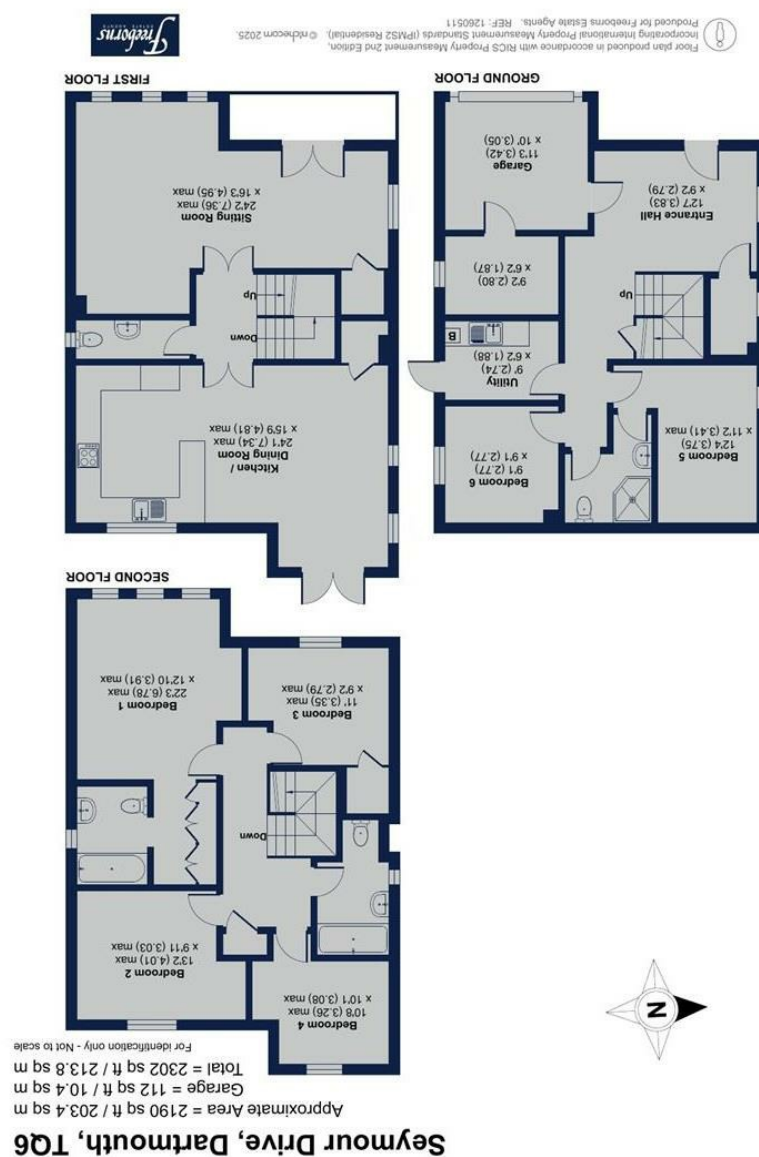 Seymour Drive, Dartmouth, TQ6
Approximate Area = 2190 sq ft / 203.4 sq m
Garage = 112 sq ft / 10.4 sq m
Total = 2302 sq ft / 213.8 sq m
For identification only - Not to scale
N
Bedroom 4
10'8 (3.26) max
x 10'1 (3.08) max
Bedroom 2
13'2 (4.01) max
x 9'11 (3.03) max
Down
Bedroom 3
11' (3.35) max
x 9'2 (2.79) max
Bedroom 1
22'3 (6.78) max
x 12'10 (3.91) max
SECOND FLOOR
Bedroom 5
12'4 (3.75)
x 11'2 (3.41) max
Bedroom 6
9'1 (2.77)
x 9'1 (2.77)
Utility
9' (2.74)
x 6'2 (1.88)
B
Up
9'2 (2.80)
x 6'2 (1.87)
Entrance Hall
12'7 (3.83)
x 9'2 (2.79)
Garage
11'3 (3.42)
x 10' (3.05)
GROUND FLOOR
Kitchen /
Dining Room
24'1 (7.34) max
x 15'9 (4.81) max
Down
Up
Sitting Room
24'2 (7.36) max
x 16'3 (4.95) max
FIRST FLOOR
Floor plan produced in accordance with RICS Property Measurement 2nd Edition,
Incorporating International Property Measurement Standards (IPMS2 Residential). © nichecom 2025.
Produced for Freeborns Estate Agents. REF: 1260511
Freeborns
ESTATE AGENTS